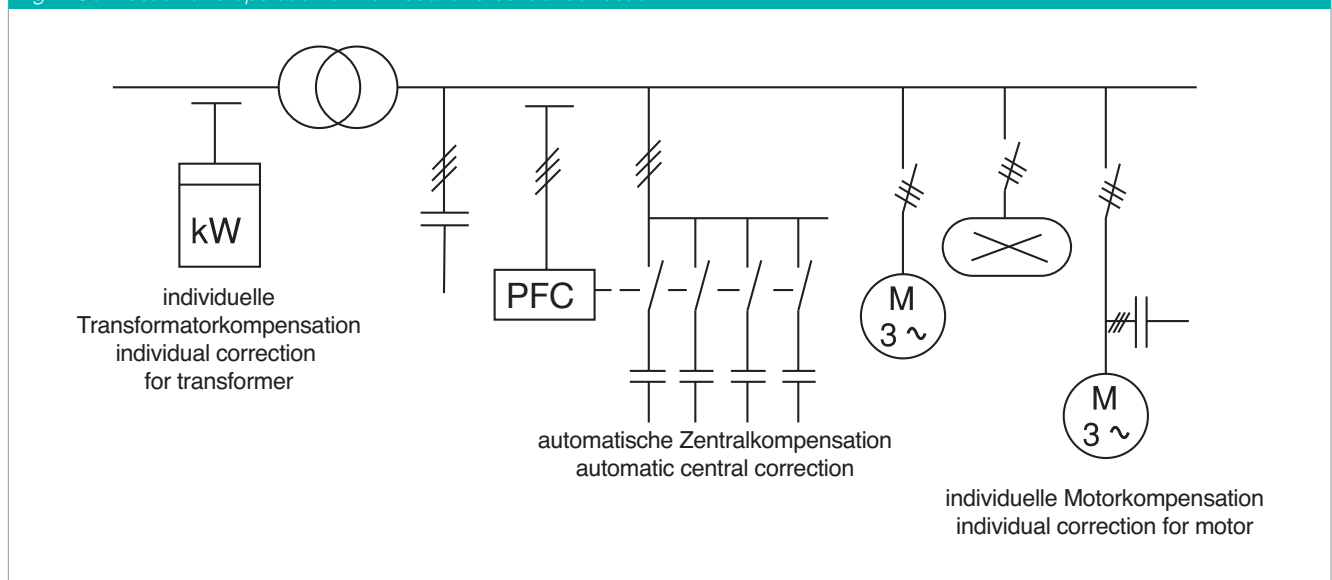 kW
individuelle
Transformatorkompensation
individual correction
for transformer
PFC
automatische Zentralkompensation
automatic central correction
M
3 ~
M
3 ~
individuelle Motorkompensation
individual correction for motor